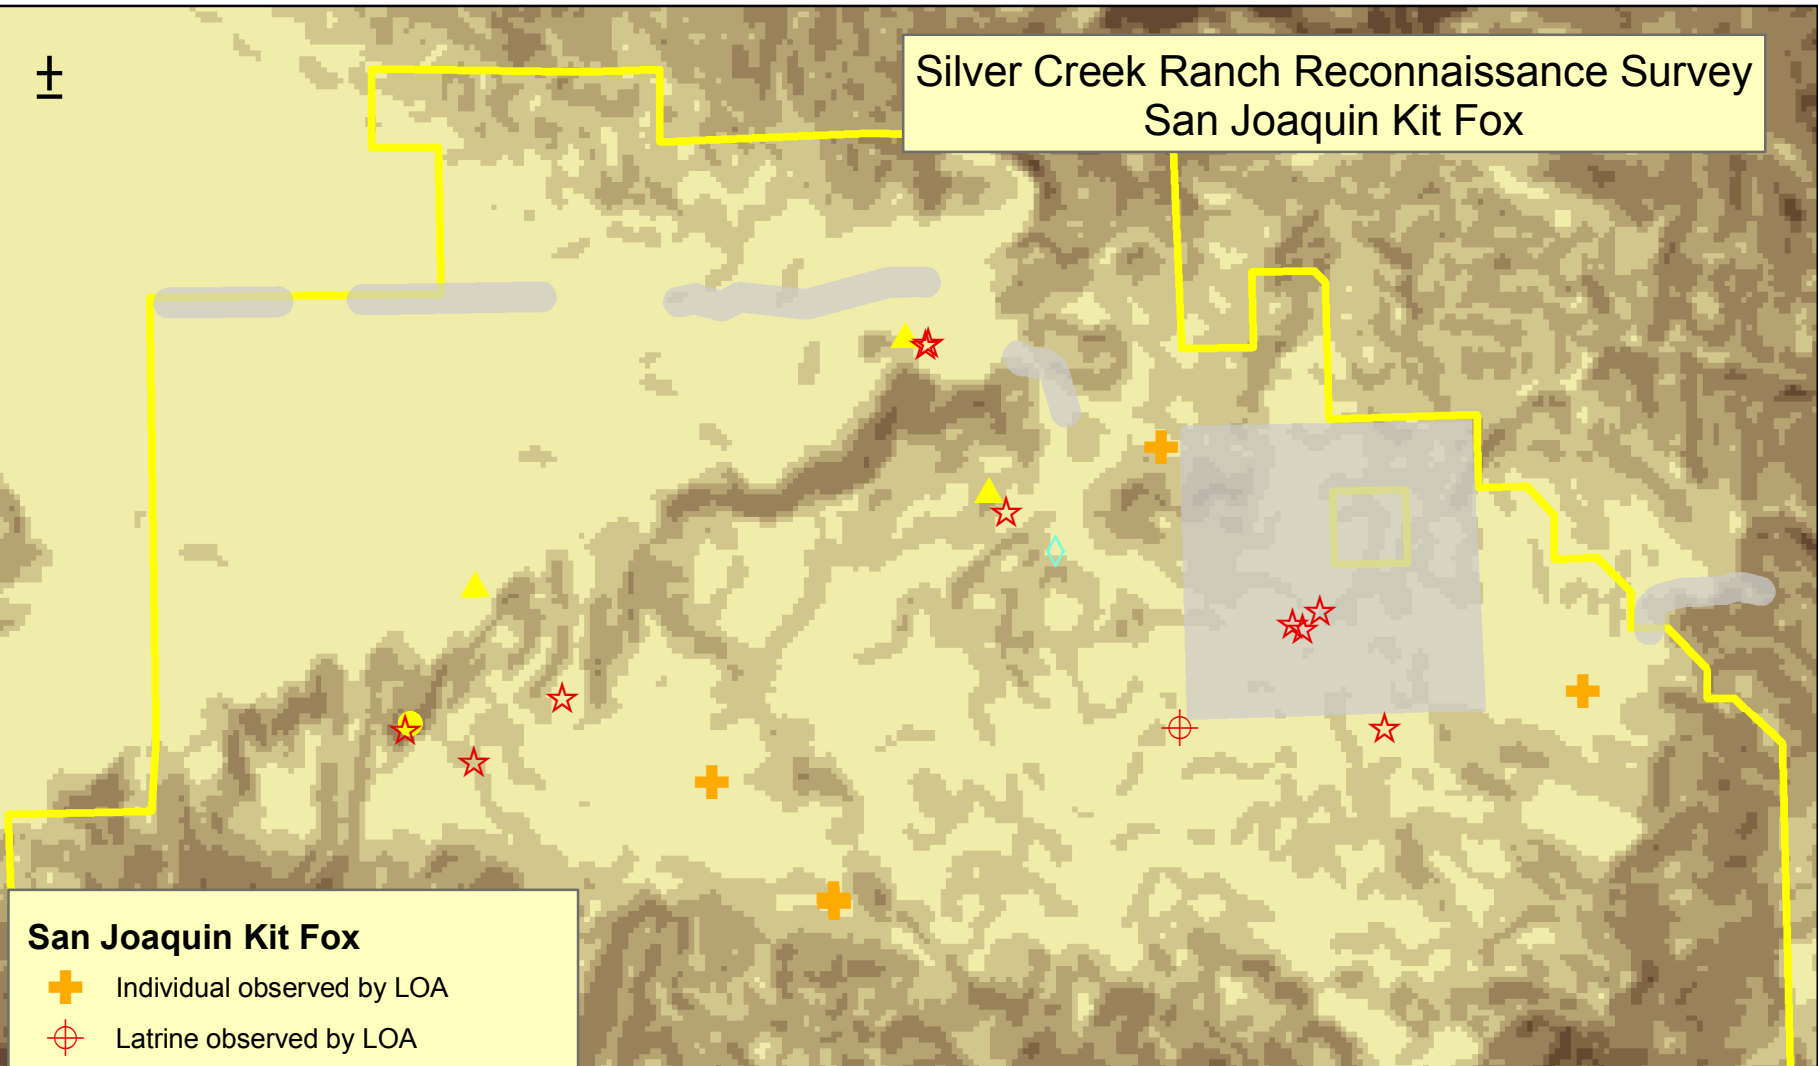 ±
Silver Creek Ranch Reconnaissance Survey
San Joaquin Kit Fox
San Joaquin Kit Fox
Individual observed by LOA
Latrine observed by LOA